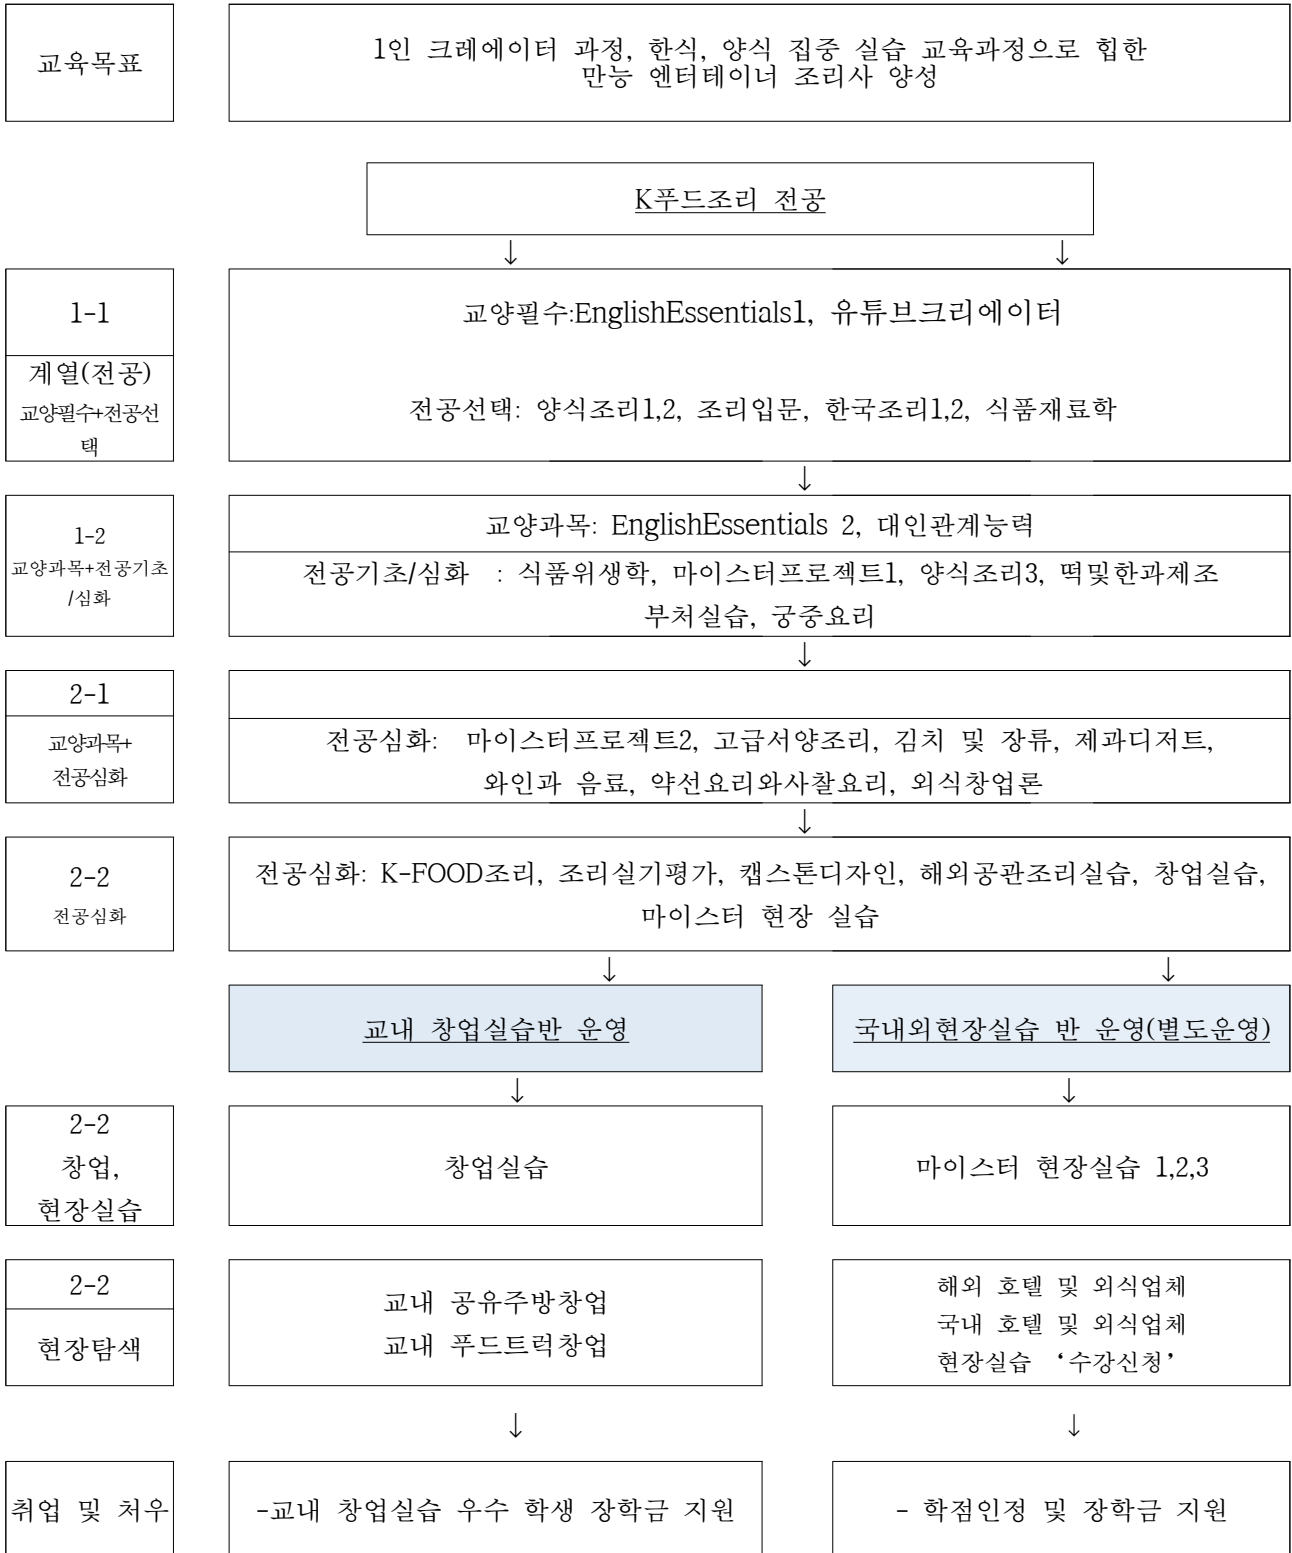 교육목표
1인 크레에이터 과정, 한식, 양식 집중 실습 교육과정으로 힙한
만능 엔터테이너 조리사 양성
K푸드조리 전공
↓ ↓
1-1
계열(전공)
교양필수+전공선
택
교양필수:EnglishEssentials1, 유튜브크리에이터
전공선택: 양식조리1,2, 조리입문, 한국조리1,2, 식품재료학
↓
1-2
교양과목+전공기초
/심화
교양과목: EnglishEssentials 2, 대인관계능력
전공기초/심화 : 식품위생학, 마이스터프로젝트1, 양식조리3, 떡및한과제조
부처실습, 궁중요리
↓
2-1
교양과목+
전공심화
전공심화: 마이스터프로젝트2, 고급서양조리, 김치 및 장류, 제과디저트,
와인과 음료, 약선요리와사찰요리, 외식창업론
↓
2-2
전공심화
전공심화: K-FOOD조리, 조리실기평가, 캡스톤디자인, 해외공관조리실습, 창업실습,
마이스터 현장 실습
↓ ↓
교내 창업실습반 운영
국내외현장실습 반 운영(별도운영)
↓ ↓
2-2
창업,
현장실습
창업실습
마이스터 현장실습 1,2,3
2-2
현장탐색
교내 공유주방창업
교내 푸드트럭창업
해외 호텔 및 외식업체
국내 호텔 및 외식업체
현장실습 ‘수강신청’
↓ ↓
취업 및 처우
-교내 창업실습 우수 학생 장학금 지원
- 학점인정 및 장학금 지원